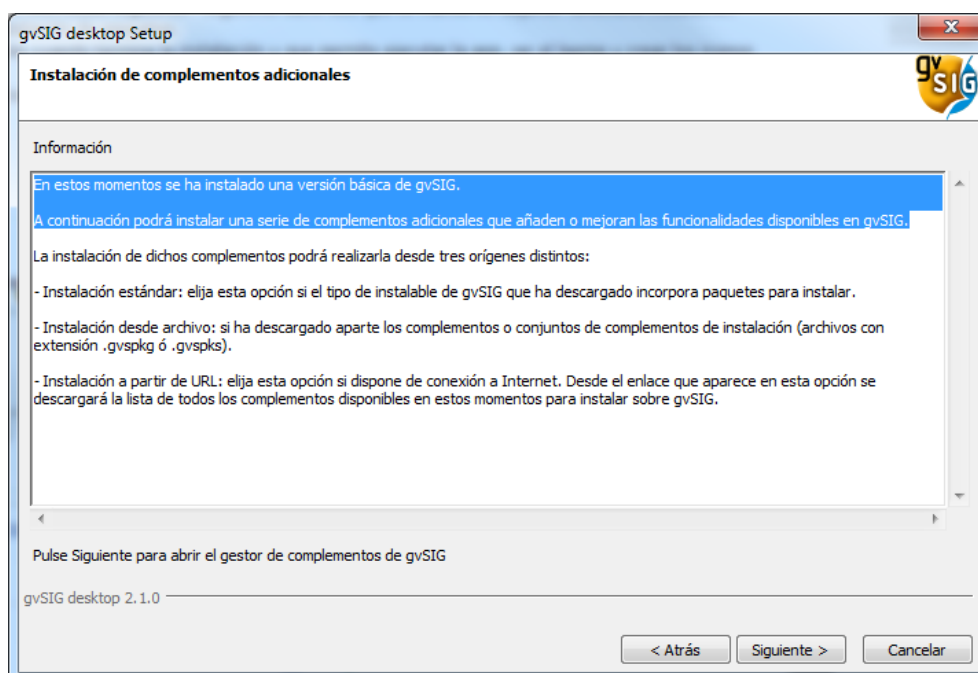 gvSIG desktop Setup
Instalación de complementos adicionales
gv
SIG
Información
En estos momentos se ha instalado una versión básica de gvSIG.
A continuación podrá instalar una serie de complementos adicionales que añaden o mejoran las funcionalidades disponibles en gvSIG.
La instalación de dichos complementos podrá realizarla desde tres orígenes distintos:
- Instalación estándar: elija esta opción si el tipo de instalable de gvSIG que ha descargado incorpora paquetes para instalar.
- Instalación desde archivo: si ha descargado aparte los complementos o conjuntos de complementos de instalación (archivos con
extensión .gvspkg ó .gvspks).
- Instalación a partir de URL: elija esta opción si dispone de conexión a Internet. Desde el enlace que aparece en esta opción se
descargará la lista de todos los complementos disponibles en estos momentos para instalar sobre gvSIG.
Pulse Siguiente para abrir el gestor de complementos de gvSIG
gvSIG desktop 2.1.0
< Atrás
Siguiente >
Cancelar